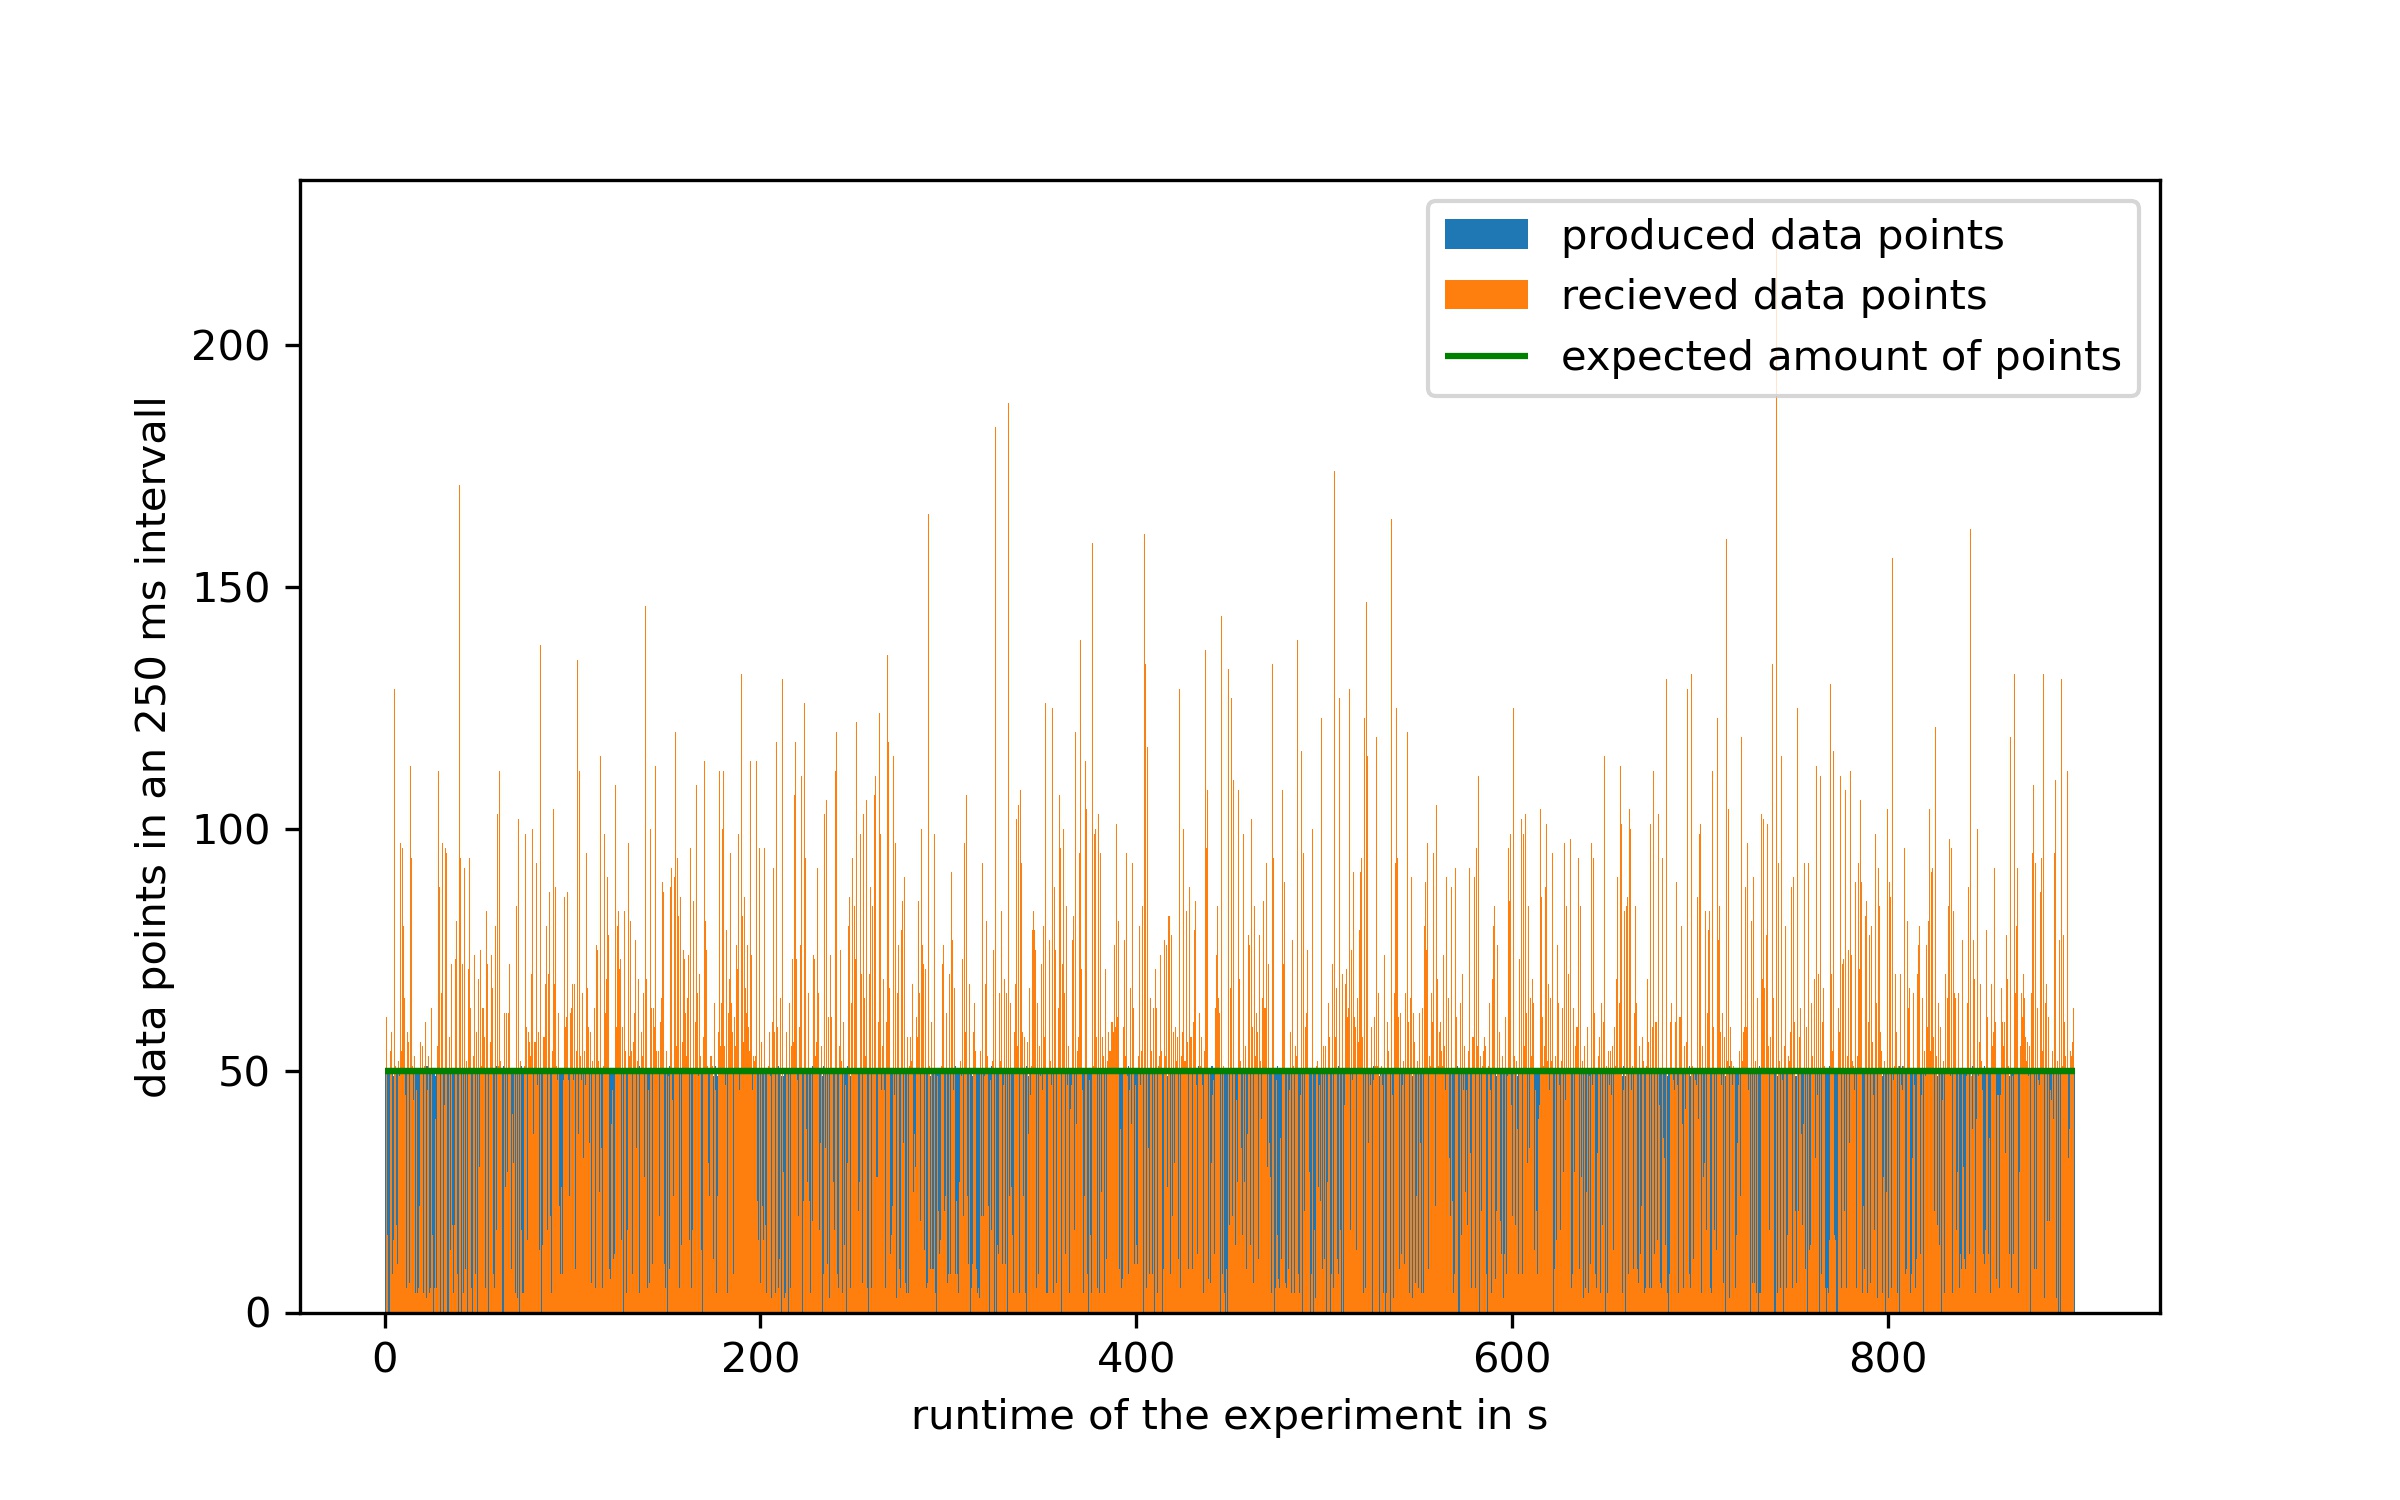 produced data points
recieved data points
expected amount of points
200
150
100
50
0
data points in an 250 ms intervall
0 200 400 600 800
runtime of the experiment in s